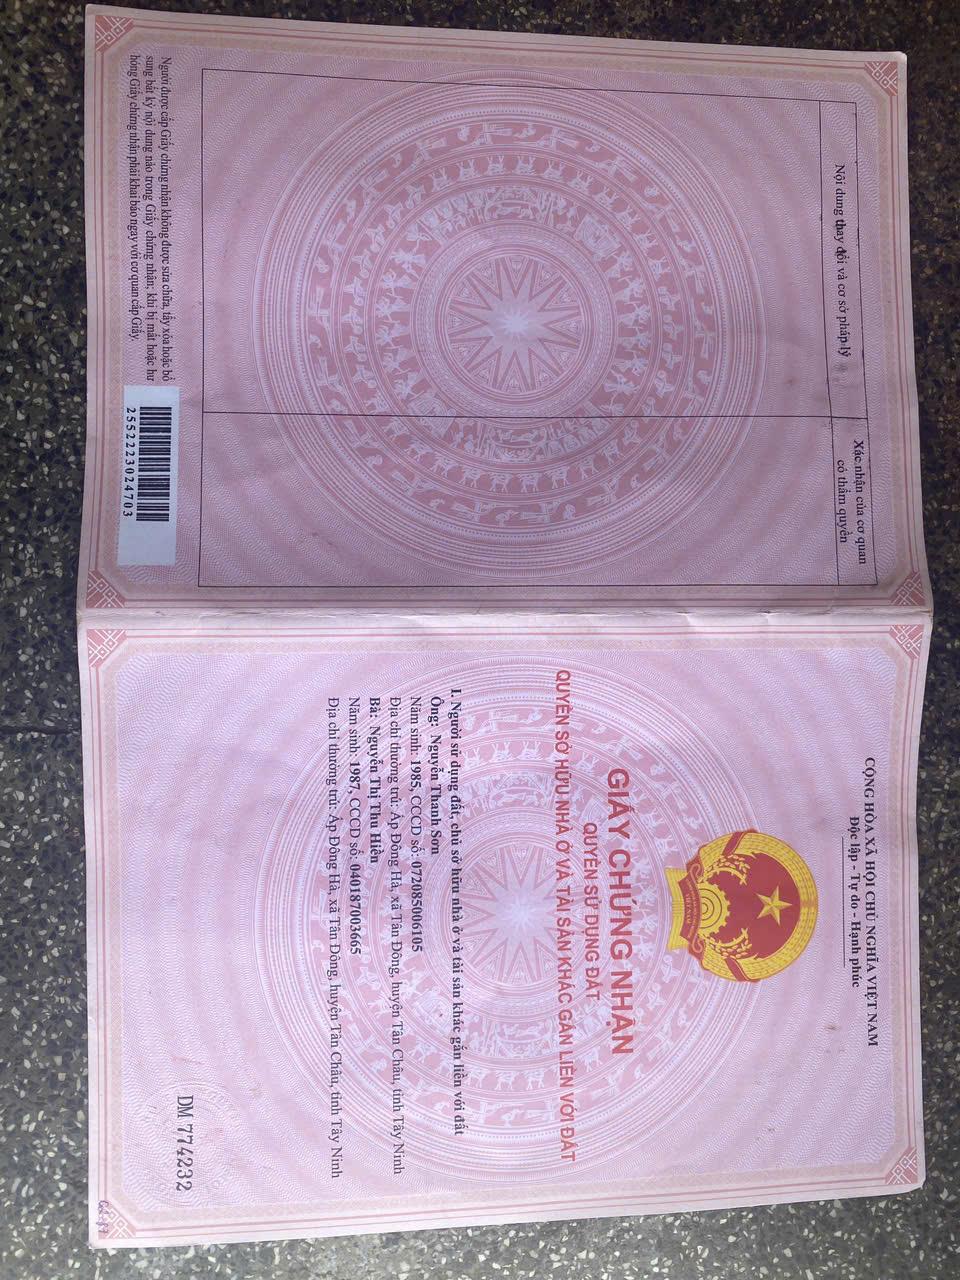 Nội dung thay đổi và cơ sở pháp lý
Xác nhận của cơ quan
có thẩm quyền
Người được cấp Giấy chứng nhận không được sửa chữa, tẩy xóa hoặc bổ
sung bất kỳ nội dung nào trong Giấy chứng nhận; khi bị mất hoặc hư
hỏng Giấy chứng nhận phải khai báo ngay với cơ quan cấp Giấy.
2552223024703
CỘNG HÒA XÃ HỘI CHỦ NGHĨA VIỆT NAM
Độc lập - Tự do - Hạnh phúc
GIẤY CHỨNG NHẬN
QUYỀN SỬ DỤNG ĐẤT
QUYỀN SỞ HỮU NHÀ Ở VÀ TÀI SẢN KHÁC GẮN LIỀN VỚI ĐẤT
I. Người sử dụng đất, chủ sở hữu nhà ở và tài sản khác gắn liền với đất
Ông: Nguyễn Thanh Sơn
Năm sinh: 1985, CCCD số: 072085006105
Địa chỉ thường trú: Ấp Đông Hà, xã Tân Đông, huyện Tân Châu, tỉnh Tây Ninh
Bà: Nguyễn Thị Thu Hiền
Năm sinh: 1987, CCCD số: 040187003665
Địa chỉ thường trú: Ấp Đông Hà, xã Tân Đông, huyện Tân Châu, tỉnh Tây Ninh
DM 774232